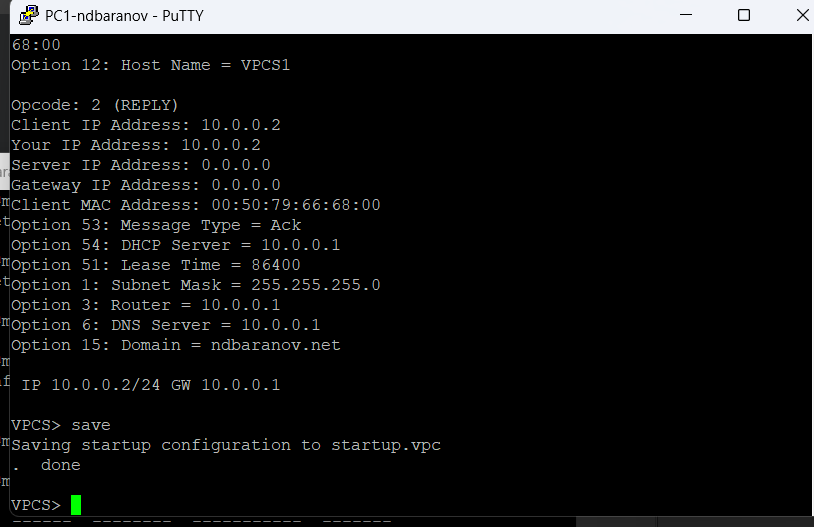 PC1-ndbaranov - PuTTY
68:00
Option 12: Host Name = VPCS1
Opcode: 2 (REPLY)
Client IP Address: 10.0.0.2
Your IP Address: 10.0.0.2
Server IP Address: 0.0.0.0
Gateway IP Address: 0.0.0.0
Client MAC Address: 00:50:79:66:68:00
Option 53: Message Type = Ack
Option 54: DHCP Server = 10.0.0.1
Option 51: Lease Time = 86400
Option 1: Subnet Mask = 255.255.255.0
Option 3: Router = 10.0.0.1
Option 6: DNS Server = 10.0.0.1
Option 15: Domain = ndbaranov.net
IP 10.0.0.2/24 GW 10.0.0.1
VPCS> save
Saving startup configuration to startup.vpc
.  done
VPCS>